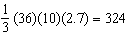 1/3 (36)(10)(2.7) = 324